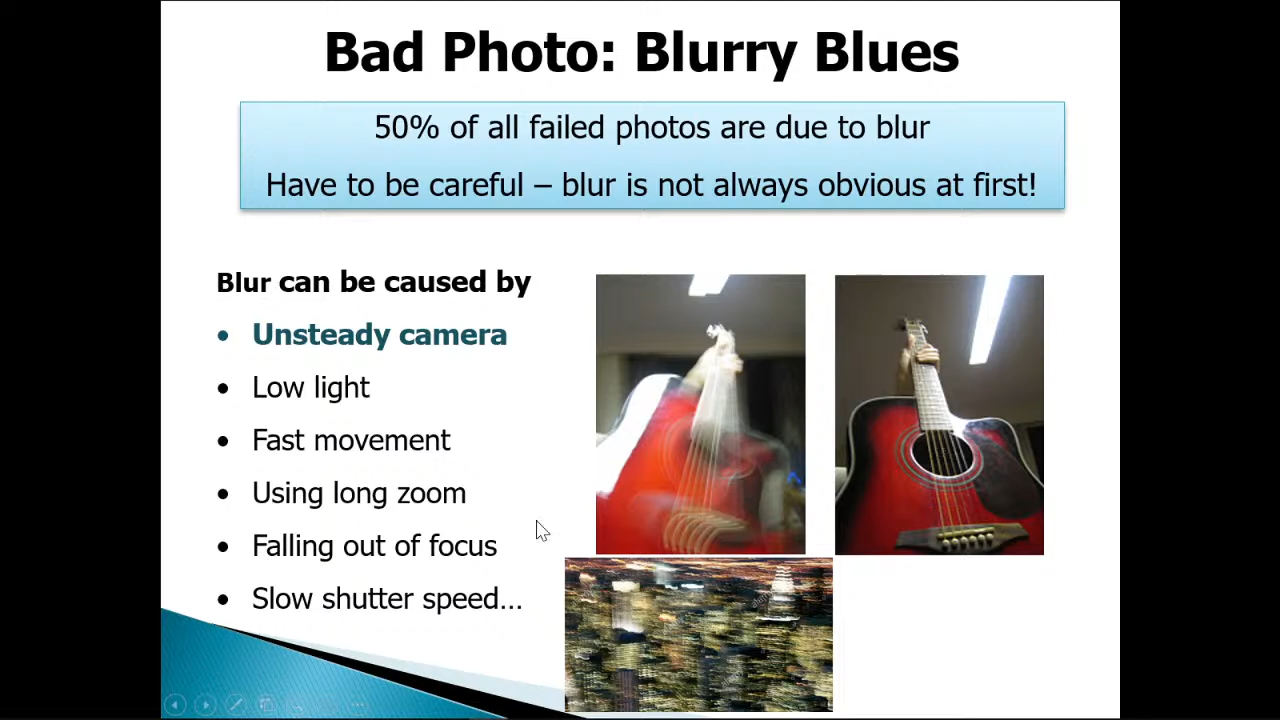 Bad Photo: Blurry Blues
50% of all failed photos are due to blur
Have to be careful – blur is not always obvious at first!
Blur can be caused by
• Unsteady camera
• Low light
• Fast movement
• Using long zoom
• Falling out of focus
• Slow shutter speed...